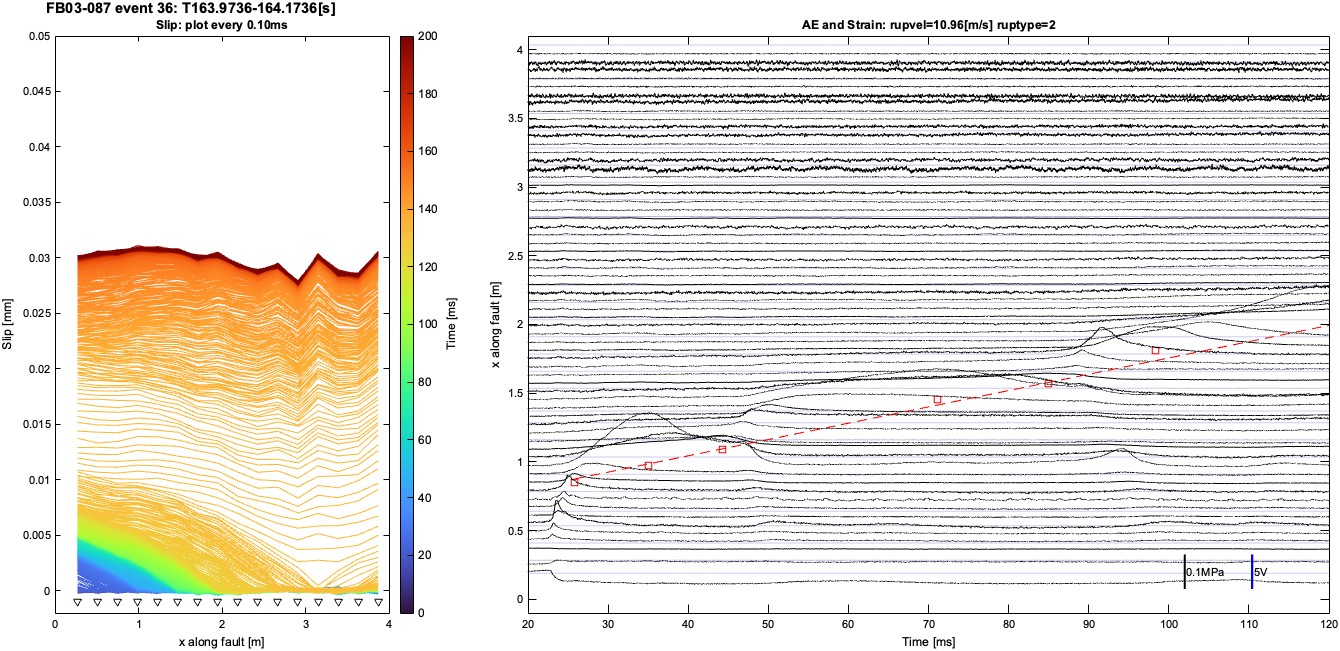 FB03-087 event 36: T163.9736-164.1736[s]
Slip: plot every 0.10ms
0.05
0.045
0.04
0.035
0.03
0.025
0.02
0.015
0.01
0.005
0
Slip [mm]
0 1 2 3 4
x along fault [m]
200
180
160
140
120
100
80
60
40
20
0
Time [ms]
AE and Strain: rupvel=10.96[m/s] ruptype=2
4
3.5
3
2.5
2
1.5
1
0.5
0
x along fault [m]
0.1MPa 5V
20 30 40 50 60 70 80 90 100 110 120
Time [ms]